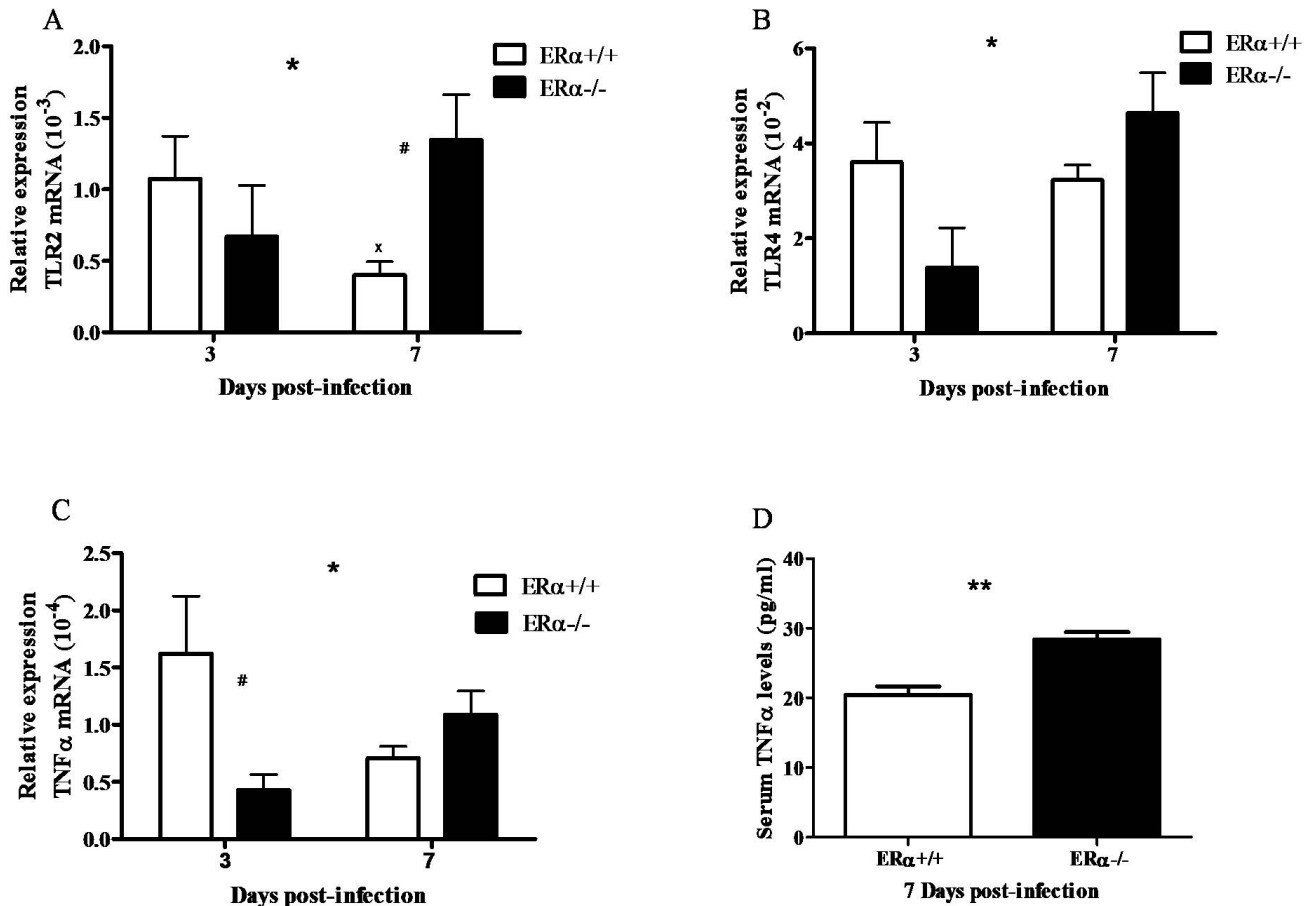 A
Relative expression
TLR2 mRNA (10⁻³)
2.0
1.5
1.0
0.5
0.0
*
#
x
ERα+/+
ERα-/-
3
7
Days post-infection
B
Relative expression
TLR4 mRNA (10⁻²)
6
4
2
0
*
ERα+/+
ERα-/-
3
7
Days post-infection
C
Relative expression
TNFα mRNA (10⁻⁴)
2.5
2.0
1.5
1.0
0.5
0.0
*
#
ERα+/+
ERα-/-
3
7
Days post-infection
D
Serum TNFα levels (pg/ml)
40
30
20
10
0
**
ERα+/+
ERα-/-
7 Days post-infection